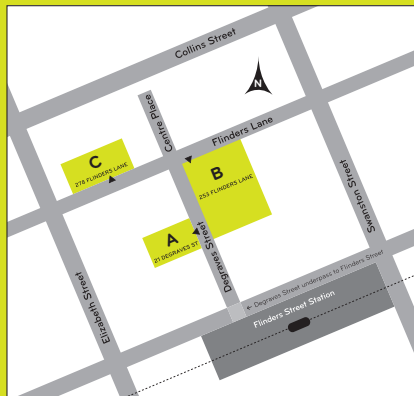 Collins Street
N
Centre Place
Flinders Lane
C
278 FLINDERS LANE
B
253 FLINDERS LANE
A
21 DEGRAVES ST
Degraves Street
Swanston Street
Elizabeth Street
← Degraves Street underpass to Flinders Street
Flinders Street Station